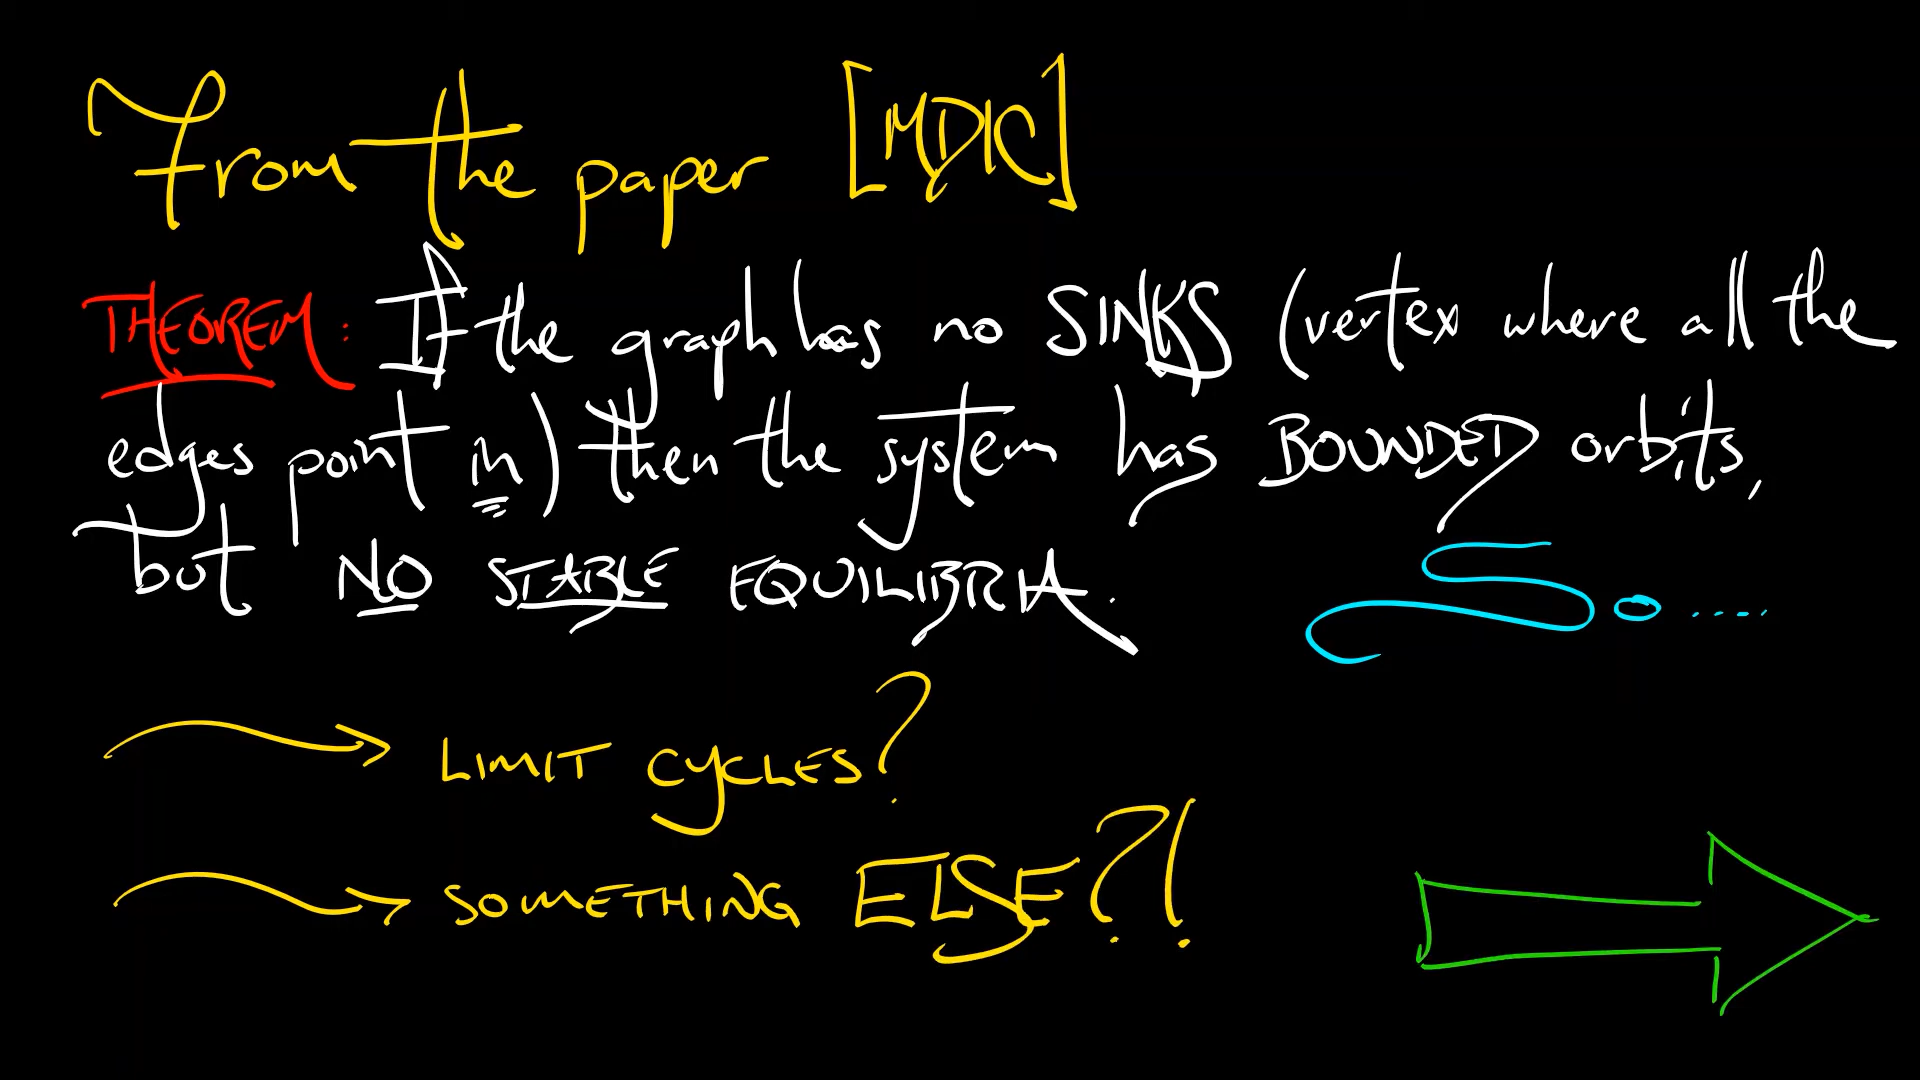 From the paper [MDIC]
THEOREM: If the graph has no SINKS (vertex where all the
edges point in) then the system has BOUNDED orbits,
but NO STABLE EQUILIBRIA.
So.....
LIMIT CYCLES?
SOMETHING ELSE?!